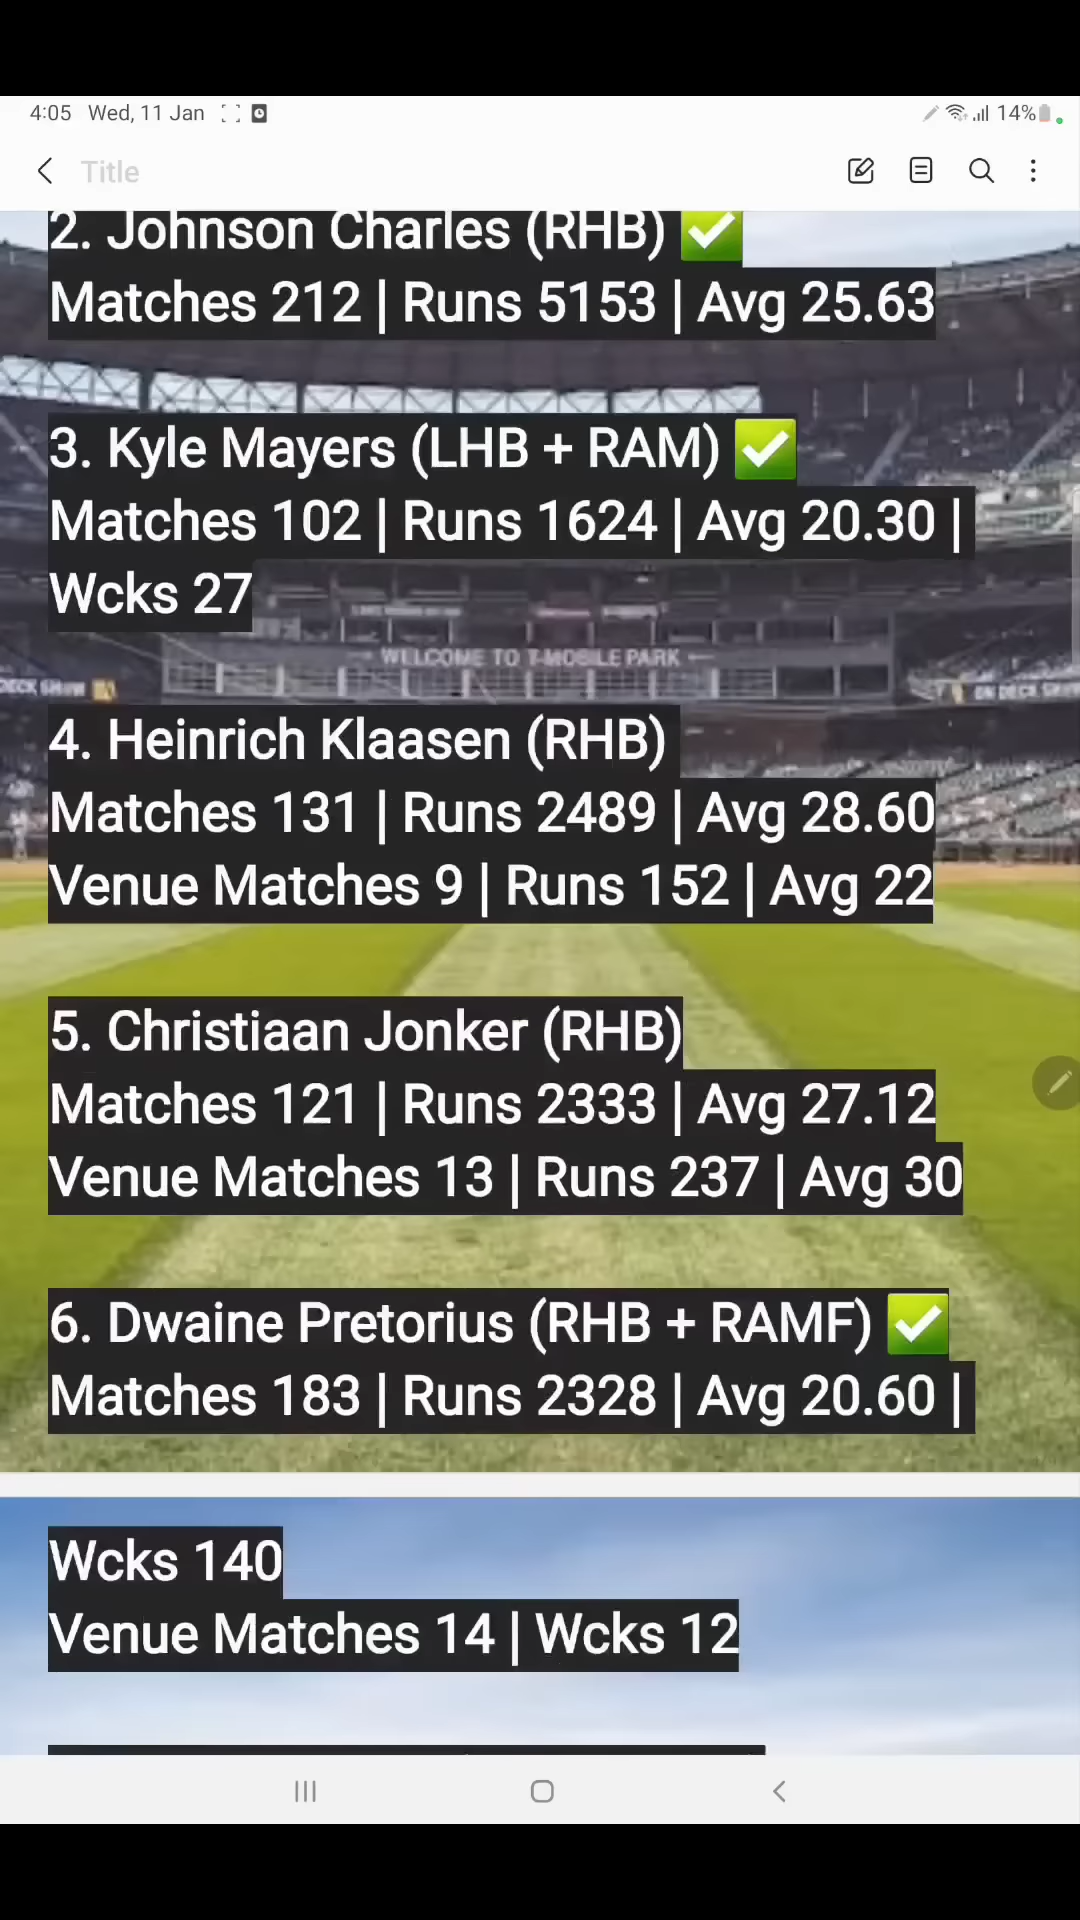 4:05 Wed, 11 Jan 14%
Title
2. Johnson Charles (RHB) ✅
Matches 212 | Runs 5153 | Avg 25.63
3. Kyle Mayers (LHB + RAM) ✅
Matches 102 | Runs 1624 | Avg 20.30 |
Wcks 27
WELCOME TO T-MOBILE PARK
4. Heinrich Klaasen (RHB)
Matches 131 | Runs 2489 | Avg 28.60
Venue Matches 9 | Runs 152 | Avg 22
5. Christiaan Jonker (RHB)
Matches 121 | Runs 2333 | Avg 27.12
Venue Matches 13 | Runs 237 | Avg 30
6. Dwaine Pretorius (RHB + RAMF) ✅
Matches 183 | Runs 2328 | Avg 20.60 |
Wcks 140
Venue Matches 14 | Wcks 12